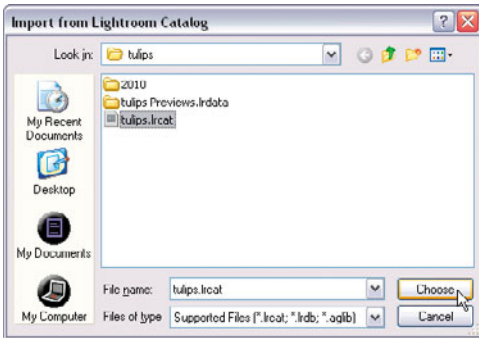 Import from Lightroom Catalog
Look in: tulips
2010
tulips Previews.lrdata
tulips.lrcat
My Recent
Documents
Desktop
My Documents
My Computer
File name: tulips.lrcat Choose
Files of type Supported Files (*.lrcat; *.lrdb; *.aglib) Cancel